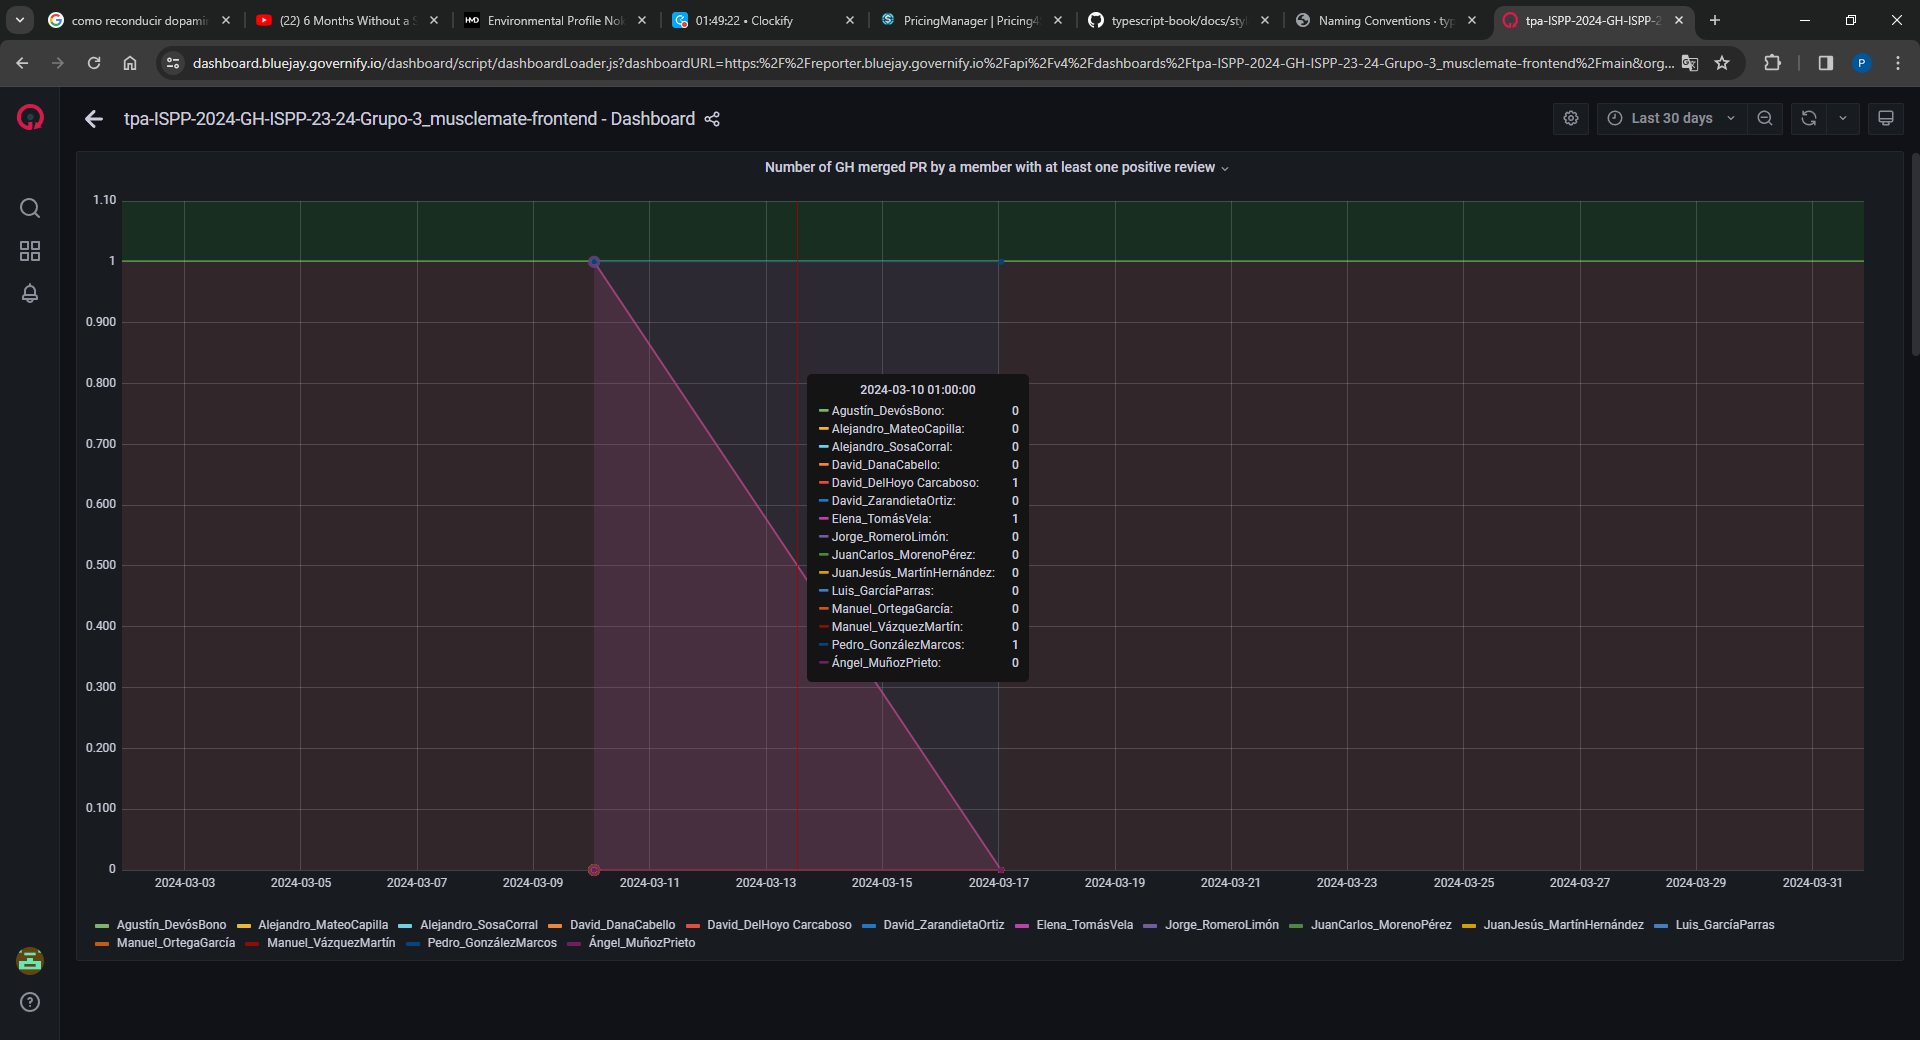 como reconducir dopami
(22) 6 Months Without a S
HMD Environmental Profile Nok
01:49:22 • Clockify
PricingManager | Pricing4
typescript-book/docs/styl
Naming Conventions · typ
tpa-ISPP-2024-GH-ISPP-2
dashboard.bluejay.governify.io/dashboard/script/dashboardLoader.js?dashboardURL=https:%2F%2Freporter.bluejay.governify.io%2Fapi%2Fv4%2Fdashboards%2Ftpa-ISPP-2024-GH-ISPP-23-24-Grupo-3_musclemate-frontend%2Fmain&org...
P
tpa-ISPP-2024-GH-ISPP-23-24-Grupo-3_musclemate-frontend - Dashboard
Last 30 days
Number of GH merged PR by a member with at least one positive review
1.10
1
0.900
0.800
0.700
0.600
0.500
0.400
0.300
0.200
0.100
0
2024-03-10 01:00:00
Agustín_DevósBono: 0
Alejandro_MateoCapilla: 0
Alejandro_SosaCorral: 0
David_DanaCabello: 0
David_DelHoyo Carcaboso: 1
David_ZarandietaOrtiz: 0
Elena_TomásVela: 1
Jorge_RomeroLimón: 0
JuanCarlos_MorenoPérez: 0
JuanJesús_MartínHernández: 0
Luis_GarcíaParras: 0
Manuel_OrtegaGarcía: 0
Manuel_VázquezMartín: 0
Pedro_GonzálezMarcos: 1
Ángel_MuñozPrieto: 0
2024-03-03 2024-03-05 2024-03-07 2024-03-09 2024-03-11 2024-03-13 2024-03-15 2024-03-17 2024-03-19 2024-03-21 2024-03-23 2024-03-25 2024-03-27 2024-03-29 2024-03-31
Agustín_DevósBono Alejandro_MateoCapilla Alejandro_SosaCorral David_DanaCabello David_DelHoyo Carcaboso David_ZarandietaOrtiz Elena_TomásVela Jorge_RomeroLimón JuanCarlos_MorenoPérez JuanJesús_MartínHernández Luis_GarcíaParras
Manuel_OrtegaGarcía Manuel_VázquezMartín Pedro_GonzálezMarcos Ángel_MuñozPrieto